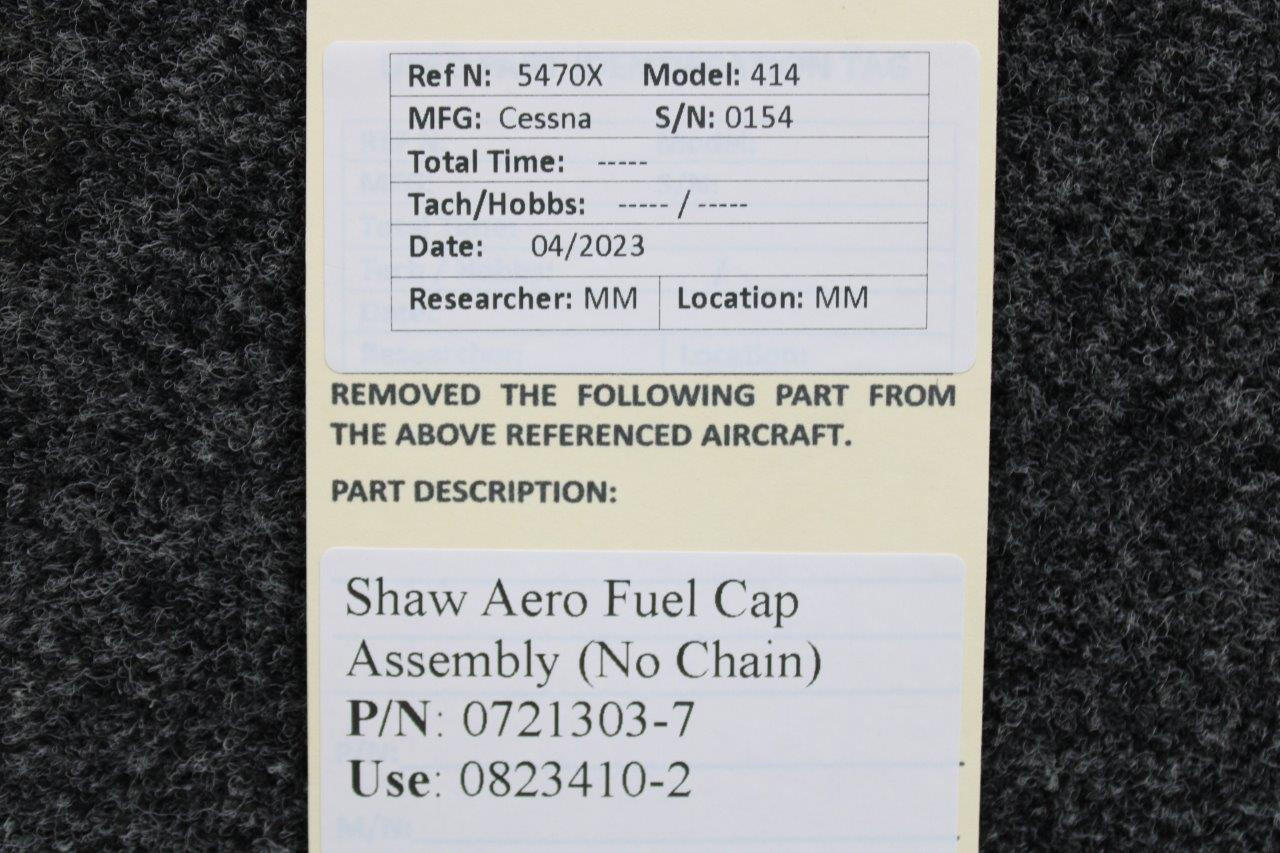 Ref N: 5470X Model: 414
MFG: Cessna S/N: 0154
Total Time: -----
Tach/Hobbs: ----- / -----
Date: 04/2023
Researcher: MM Location: MM
REMOVED THE FOLLOWING PART FROM
THE ABOVE REFERENCED AIRCRAFT.
PART DESCRIPTION:
Shaw Aero Fuel Cap
Assembly (No Chain)
P/N: 0721303-7
Use: 0823410-2
M/N: